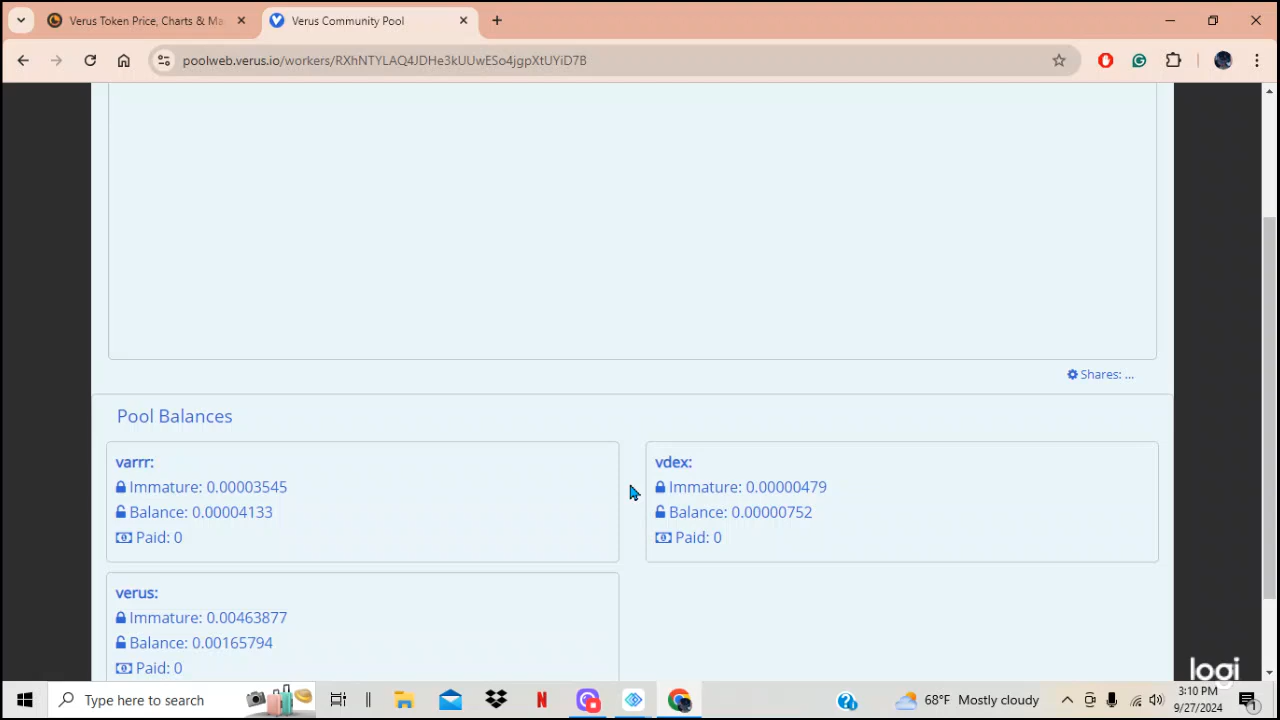 Verus Token Price, Charts & Ma
Verus Community Pool
poolweb.verus.io/workers/RXhNTYLAQ4JDHe3kUUwESo4jgpXtUYiD7B
Shares: ...
Pool Balances
varrr:
Immature: 0.00003545
Balance: 0.00004133
Paid: 0
vdex:
Immature: 0.00000479
Balance: 0.00000752
Paid: 0
verus:
Immature: 0.00463877
Balance: 0.00165794
Paid: 0
logi
Type here to search
68°F Mostly cloudy
3:10 PM
9/27/2024
1